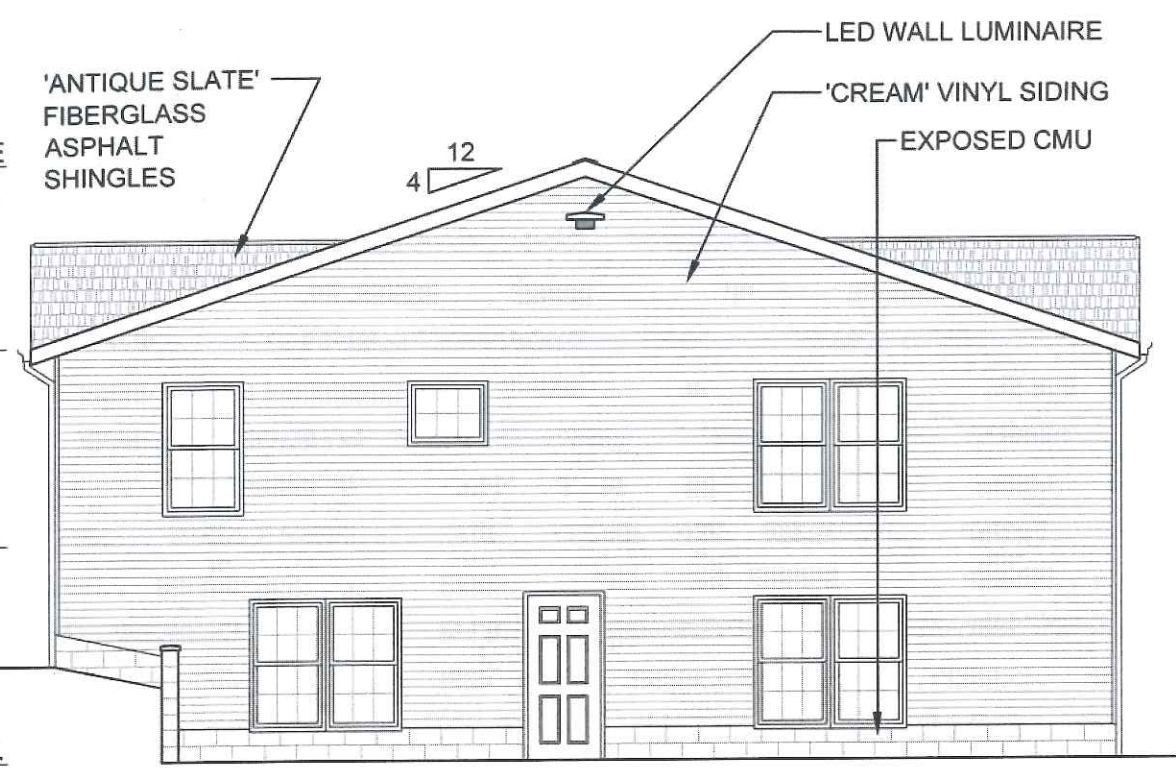 LED WALL LUMINAIRE
'ANTIQUE SLATE'
FIBERGLASS
ASPHALT
SHINGLES
'CREAM' VINYL SIDING
EXPOSED CMU
12
4
E